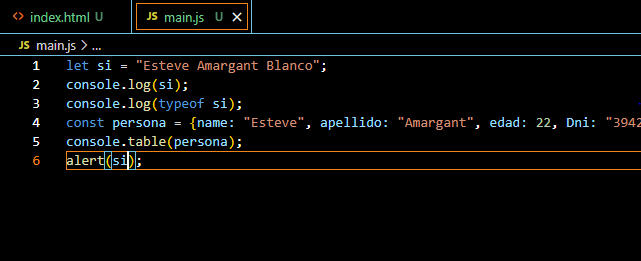 index.html U main.js U
main.js > ...
1 let si = "Esteve Amargant Blanco";
2 console.log(si);
3 console.log(typeof si);
4 const persona = {name: "Esteve", apellido: "Amargant", edad: 22, Dni: "3942
5 console.table(persona);
6 alert(si);